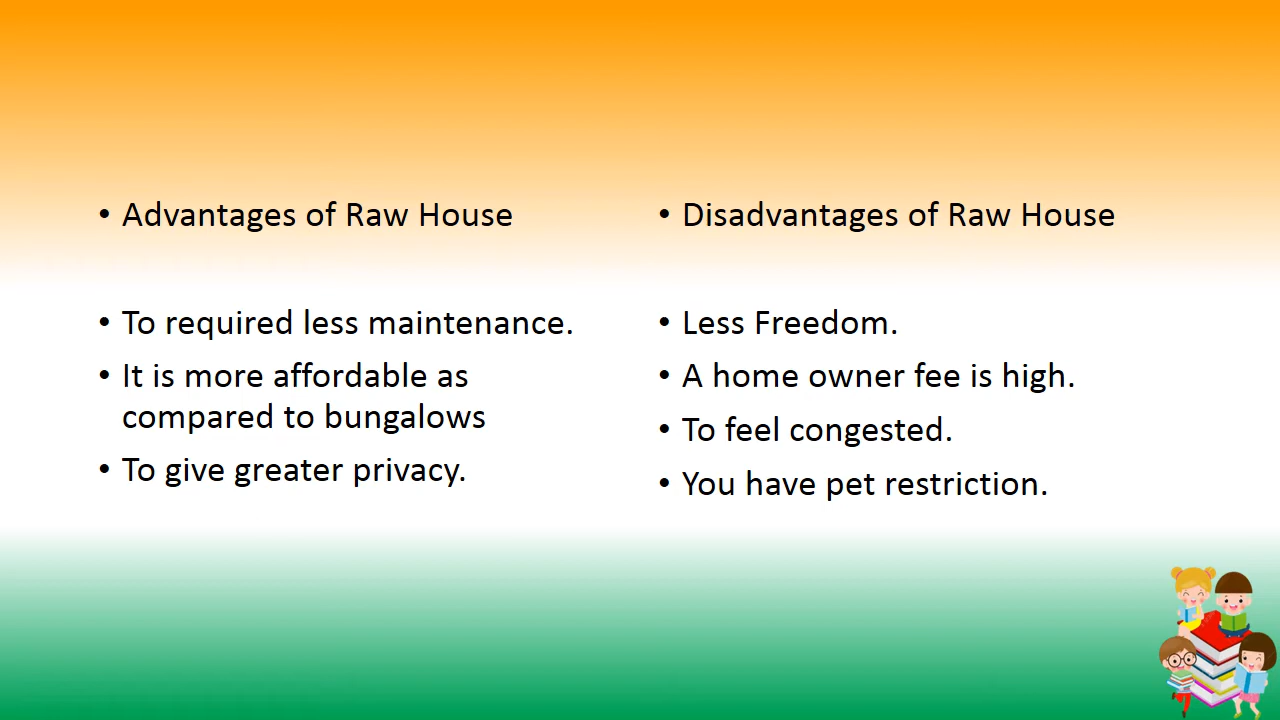 • Advantages of Raw House
• To required less maintenance.
• It is more affordable as
compared to bungalows
• To give greater privacy.
• Disadvantages of Raw House
• Less Freedom.
• A home owner fee is high.
• To feel congested.
• You have pet restriction.